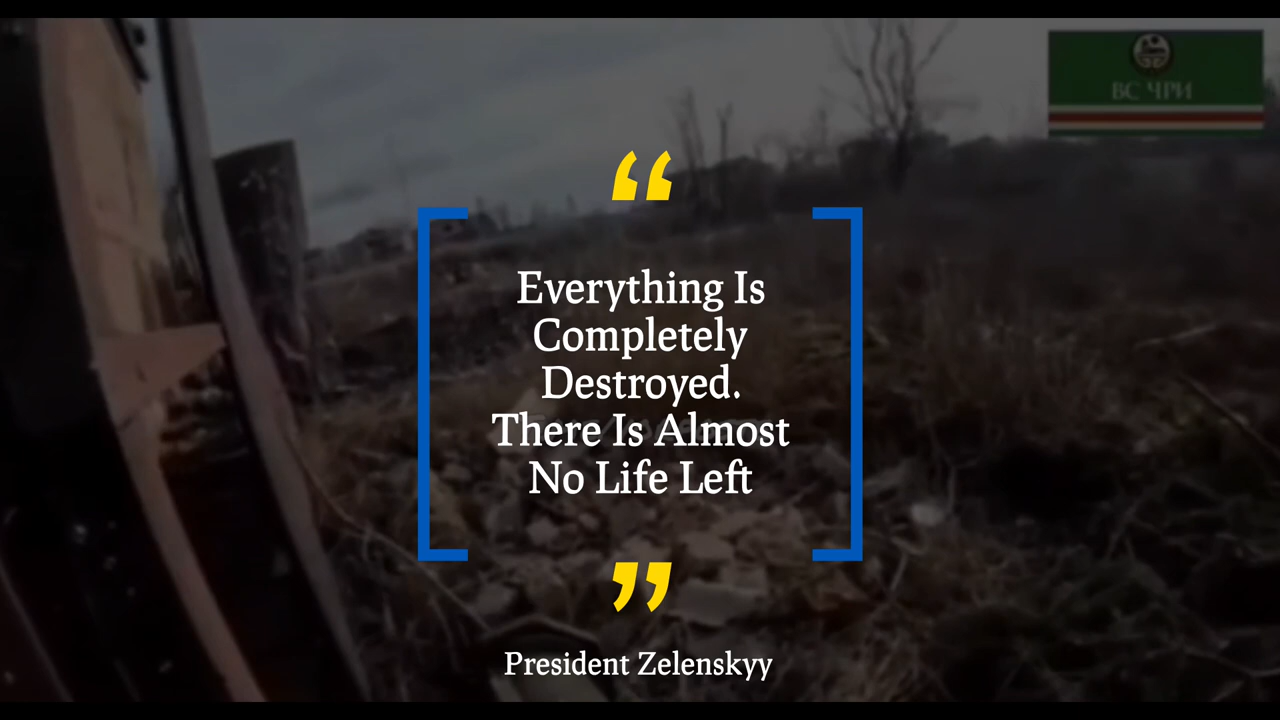 ВС ЧРИ
“
Everything Is
Completely
Destroyed.
There Is Almost
No Life Left
”
President Zelenskyy